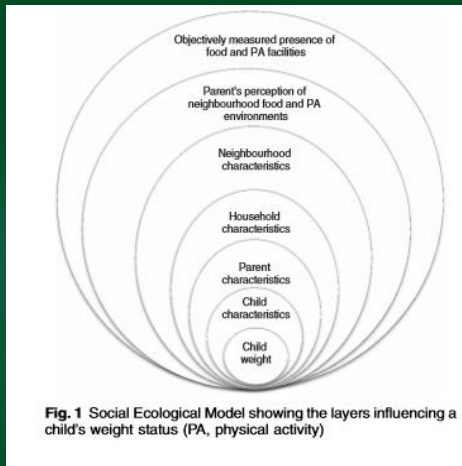 Objectively measured presence of
food and PA facilities
Parent's perception of
neighbourhood food and PA
environments
Neighbourhood
characteristics
Household
characteristics
Parent
characteristics
Child
characteristics
Child
weight
Fig. 1 Social Ecological Model showing the layers influencing a
child's weight status (PA, physical activity)